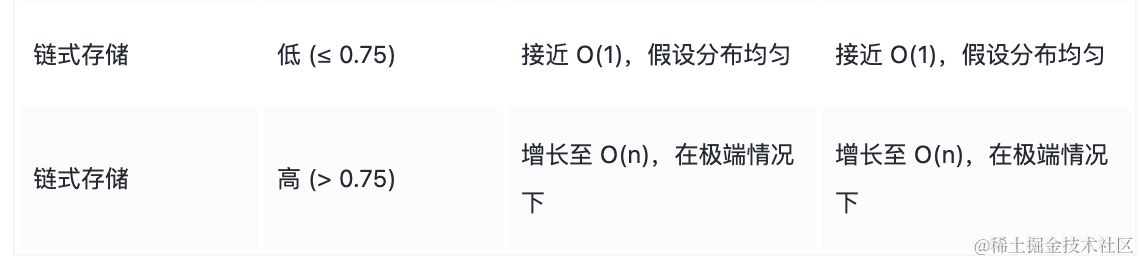 链式存储 低 (≤ 0.75) 接近 O(1)，假设分布均匀 接近 O(1)，假设分布均匀
链式存储 高 (> 0.75) 增长至 O(n)，在极端情况下 增长至 O(n)，在极端情况下
@稀土掘金技术社区